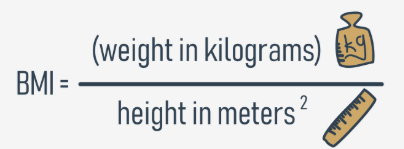 (weight in kilograms) kg
BMI =
height in meters ²